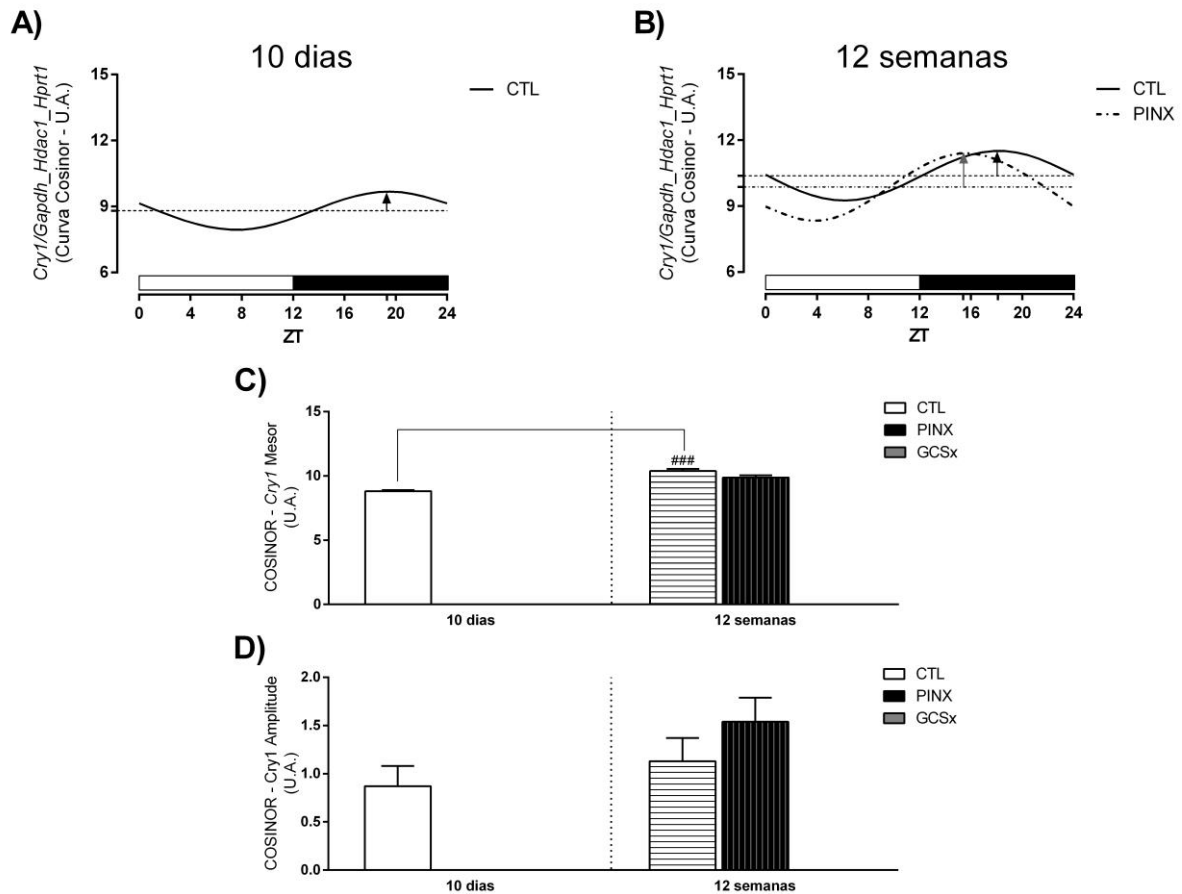 A)
10 dias
Cry1/Gapdh_Hdac1_Hprt1
(Curva Cosinor - U.A.)
15
12
9
6
CTL
0 4 8 12 16 20 24
ZT
B)
12 semanas
Cry1/Gapdh_Hdac1_Hprt1
(Curva Cosinor - U.A.)
15
12
9
6
CTL
PINX
0 4 8 12 16 20 24
ZT
C)
COSINOR - Cry1 Mesor
(U.A.)
15
10
5
0
###
CTL
PINX
GCSx
10 dias
12 semanas
D)
COSINOR - Cry1 Amplitude
(U.A.)
2.0
1.5
1.0
0.5
0.0
CTL
PINX
GCSx
10 dias
12 semanas